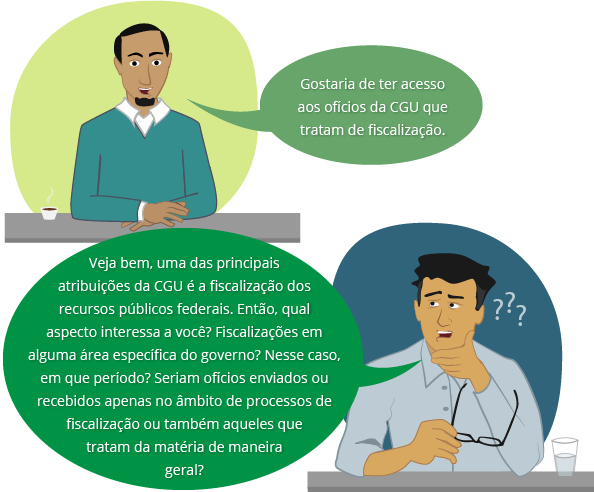 Gostaria de ter acesso
aos ofícios da CGU que
tratam de fiscalização.
Veja bem, uma das principais
atribuições da CGU é a fiscalização dos
recursos públicos federais. Então, qual
aspecto interessa a você? Fiscalizações em
alguma área específica do governo? Nesse caso,
em que período? Seriam ofícios enviados ou
recebidos apenas no âmbito de processos de
fiscalização ou também aqueles que
tratam da matéria de maneira
geral?
???